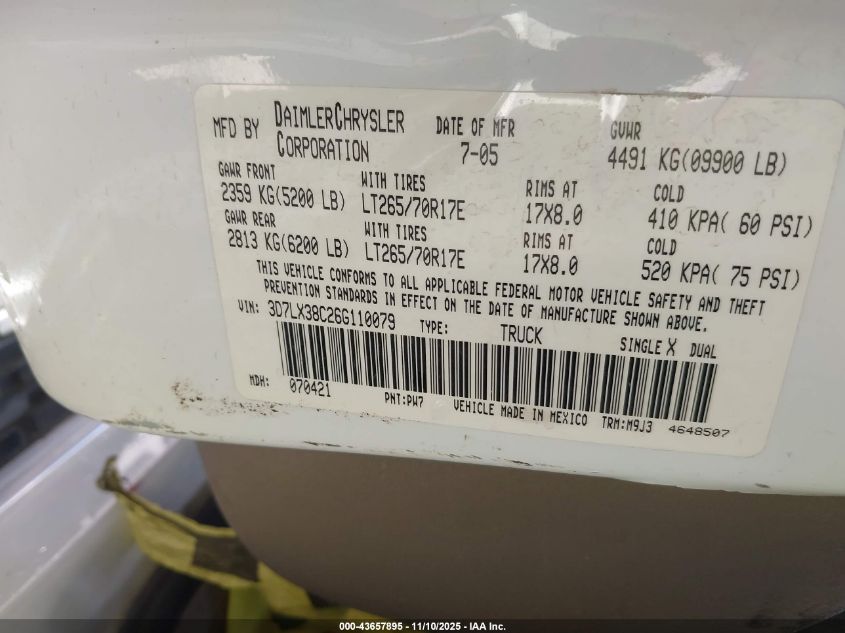 MFD BY DAIMLERCHRYSLER CORPORATION DATE OF MFR 7-05 GVWR 4491 KG(09900 LB)
GAWR FRONT WITH TIRES RIMS AT COLD
2359 KG(5200 LB) LT265/70R17E 17X8.0 410 KPA( 60 PSI)
GAWR REAR WITH TIRES RIMS AT COLD
2813 KG(6200 LB) LT265/70R17E 17X8.0 520 KPA( 75 PSI)
THIS VEHICLE CONFORMS TO ALL APPLICABLE FEDERAL MOTOR VEHICLE SAFETY AND THEFT
PREVENTION STANDARDS IN EFFECT ON THE DATE OF MANUFACTURE SHOWN ABOVE.
VIN: 3D7LX38C26G110079 TYPE: TRUCK SINGLE X DUAL
MDH: 070421 PNT:PW7 VEHICLE MADE IN MEXICO TRM:M9J3 4648507
000-43657895 - 11/10/2025 - IAA Inc.